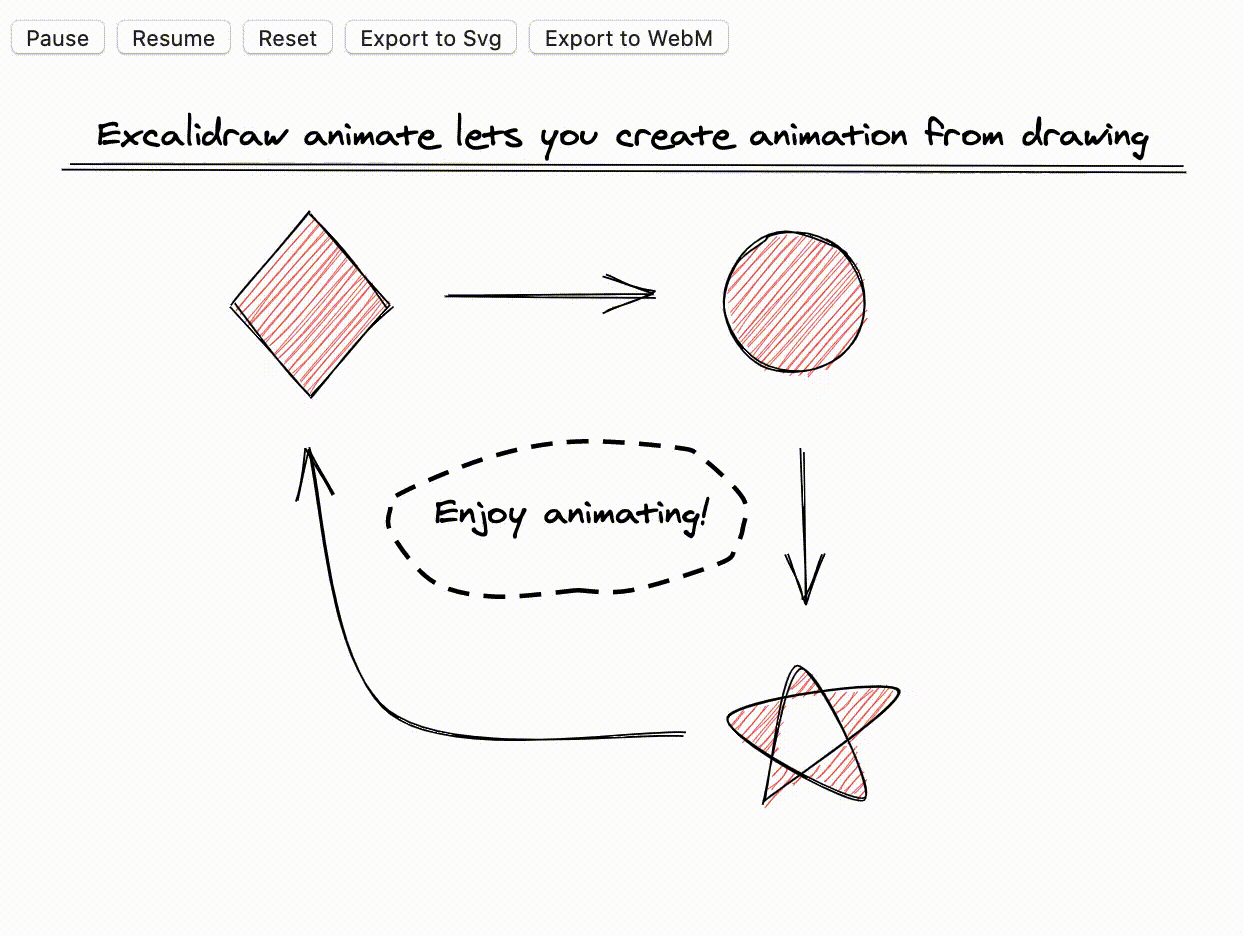 Pause Resume Reset Export to Svg Export to WebM
Excalidraw animate lets you create animation from drawing
Enjoy animating!